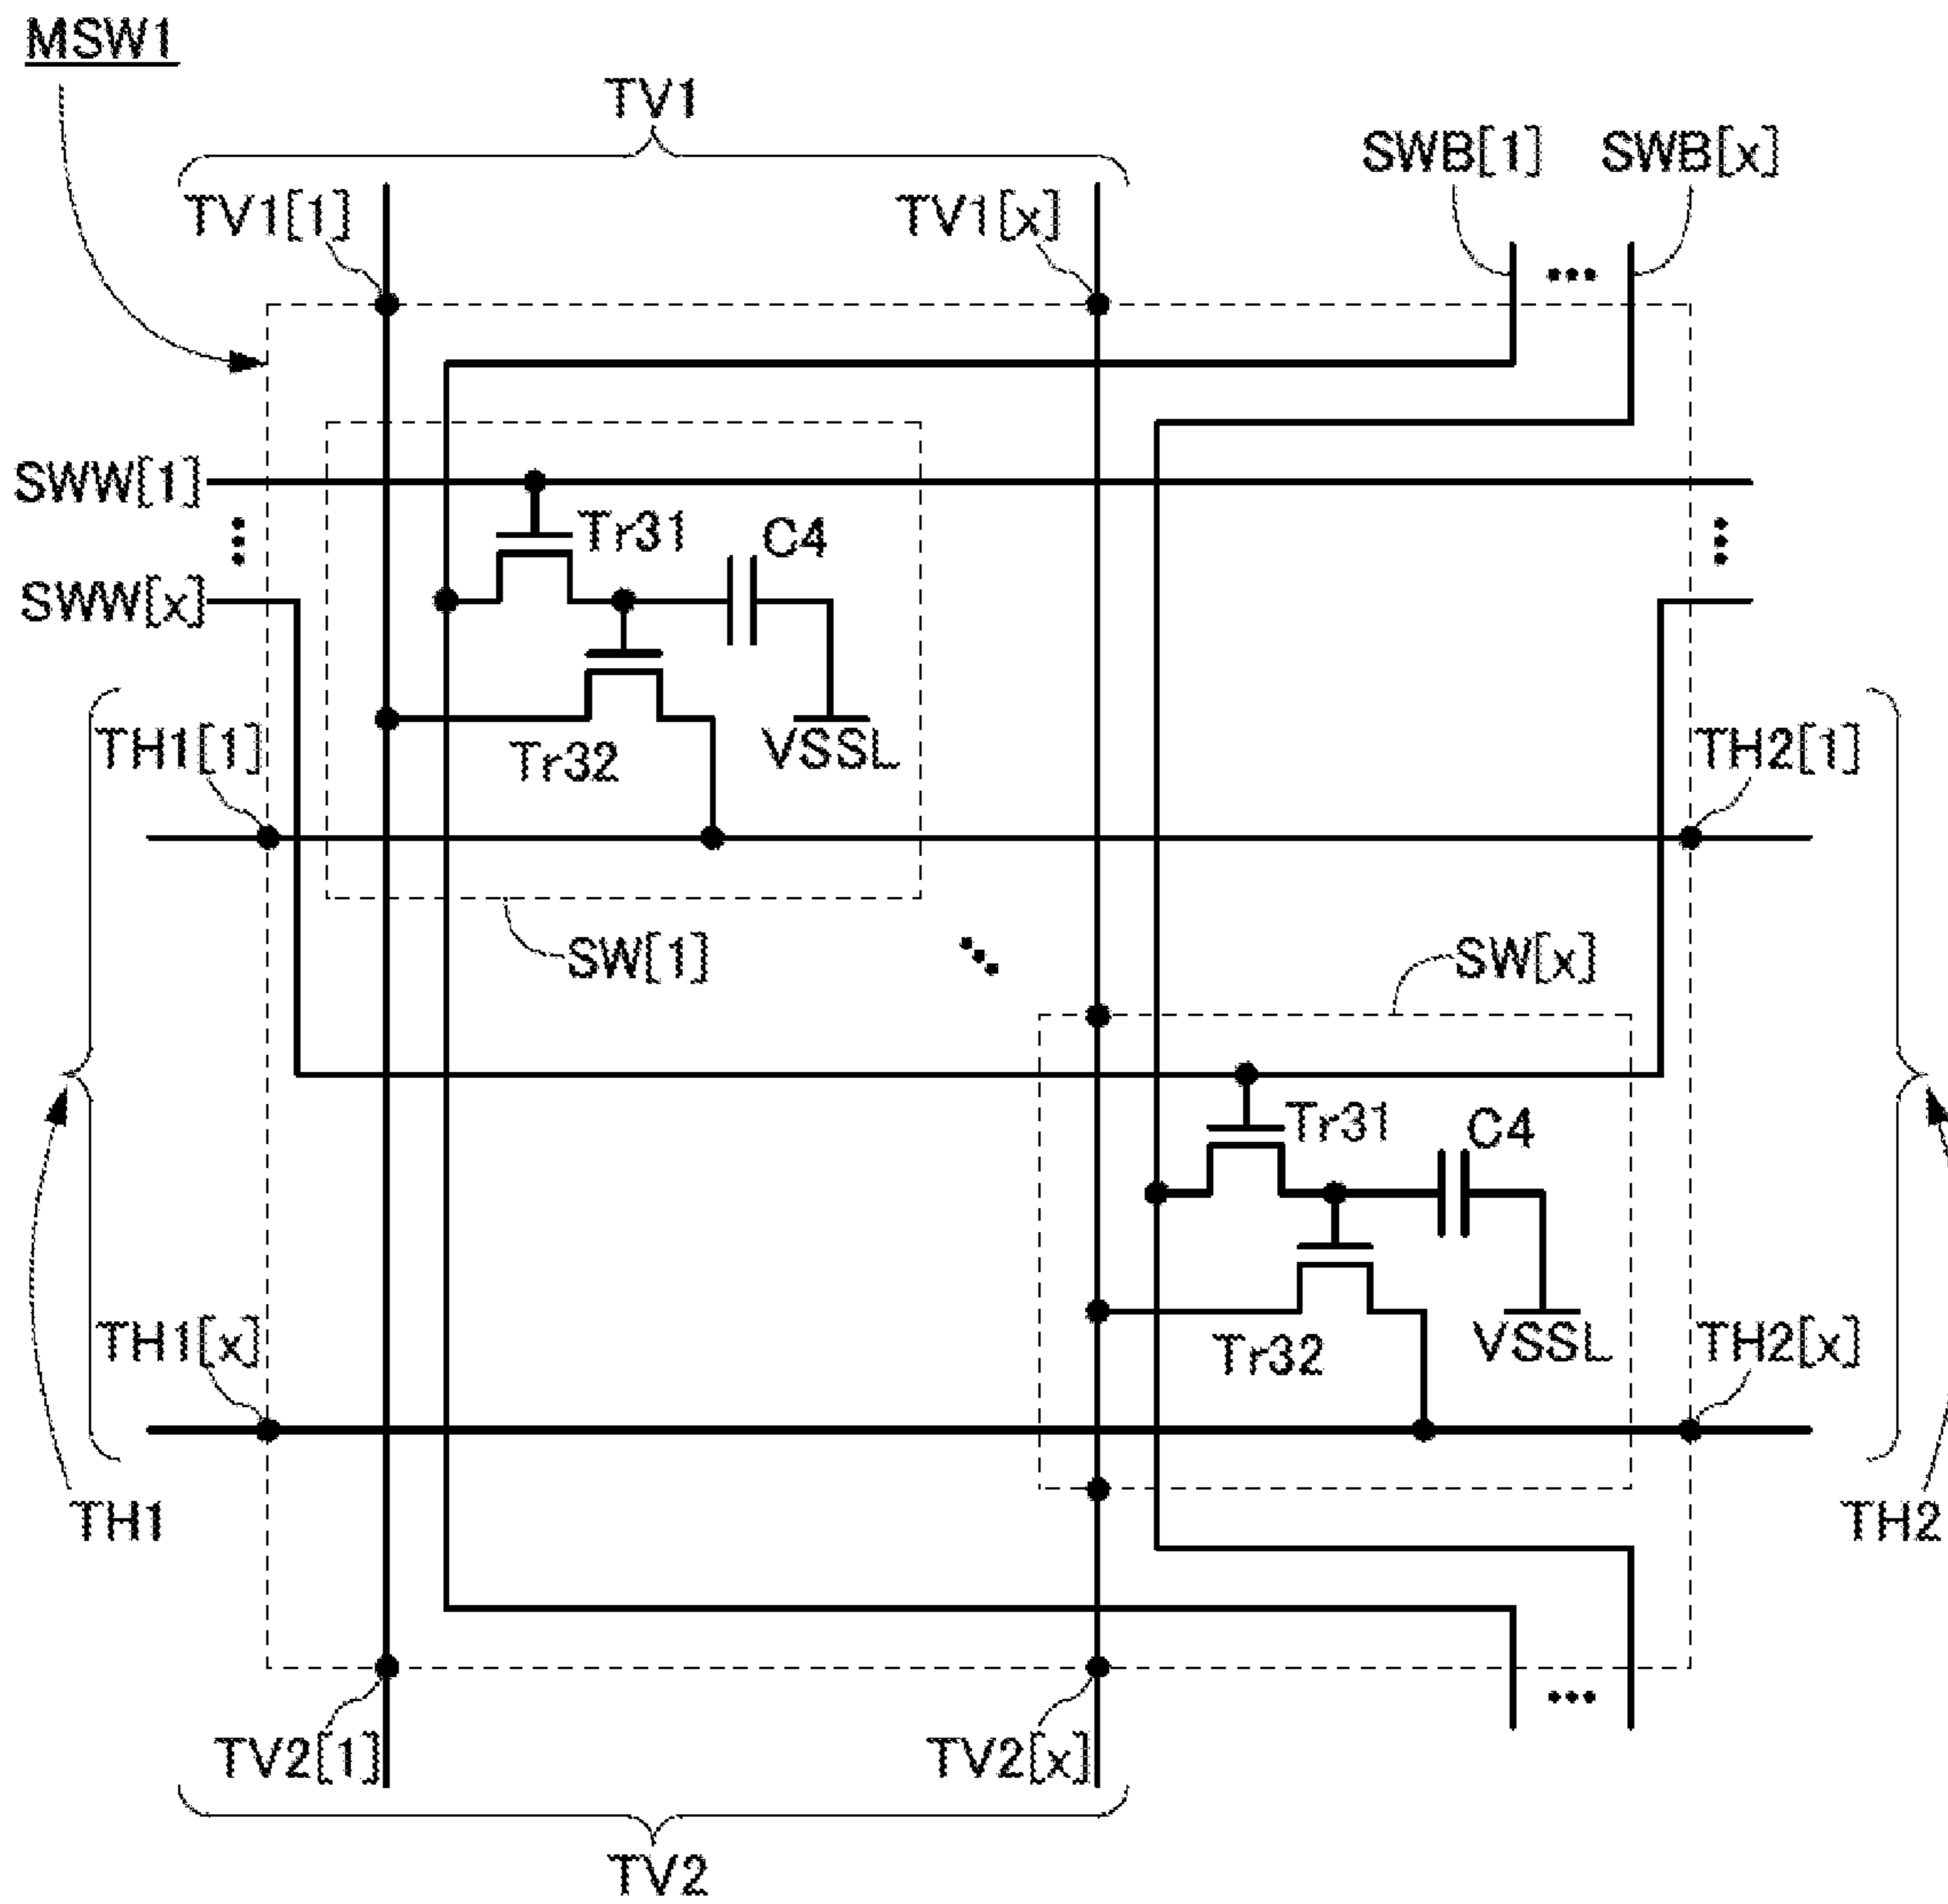 MSW1
TV1
SWB[1] SWB[x]
TV1[1] TV1[x]
SWW[1]
Tr31 C4
SWW[x]
TH1[1] Tr32 VSSL TH2[1]
SW[1] SW[x]
Tr31 C4
TH1[x] Tr32 VSSL TH2[x]
TH1 TH2
TV2[1] TV2[x]
TV2